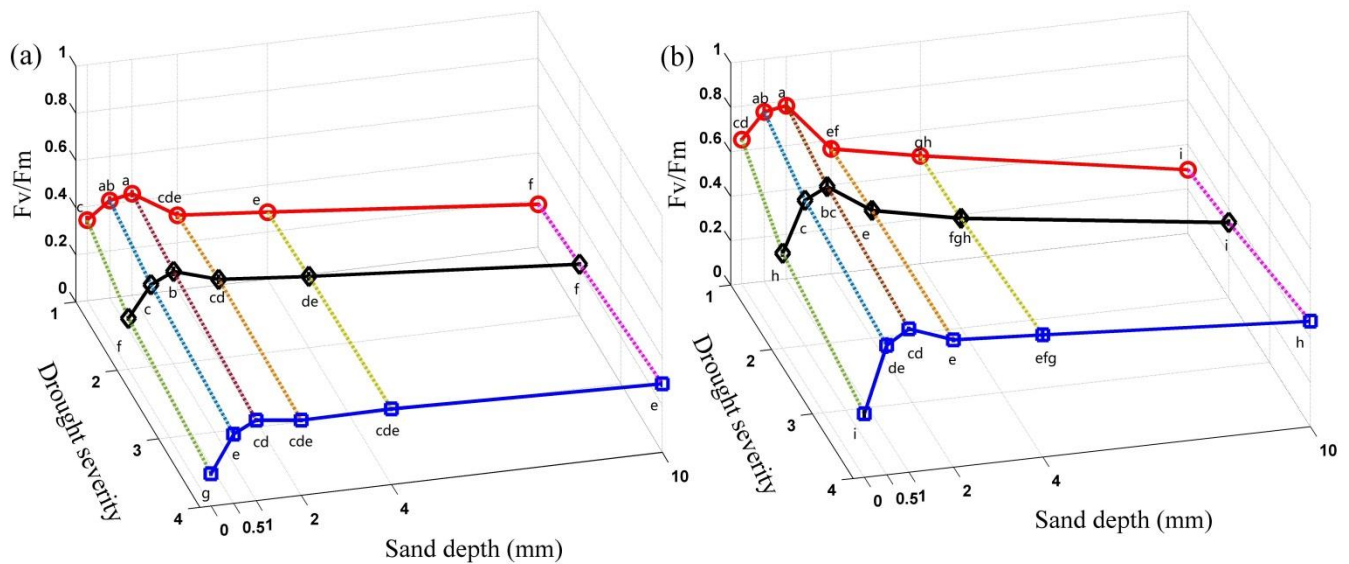 (a)
Fv/Fm
1
0.8
0.6
0.4
0.2
0
c ab a cde e f
f c b cd de f
g e cd cde cde e
1
2
3
4
Drought severity
0 0.5 1 2 4 10
Sand depth (mm)
(b)
Fv/Fm
1
0.8
0.6
0.4
0.2
0
cd ab a ef gh i
h c bc e fgh i
i de cd e efg h
1
2
3
4
Drought severity
0 0.5 1 2 4 10
Sand depth (mm)